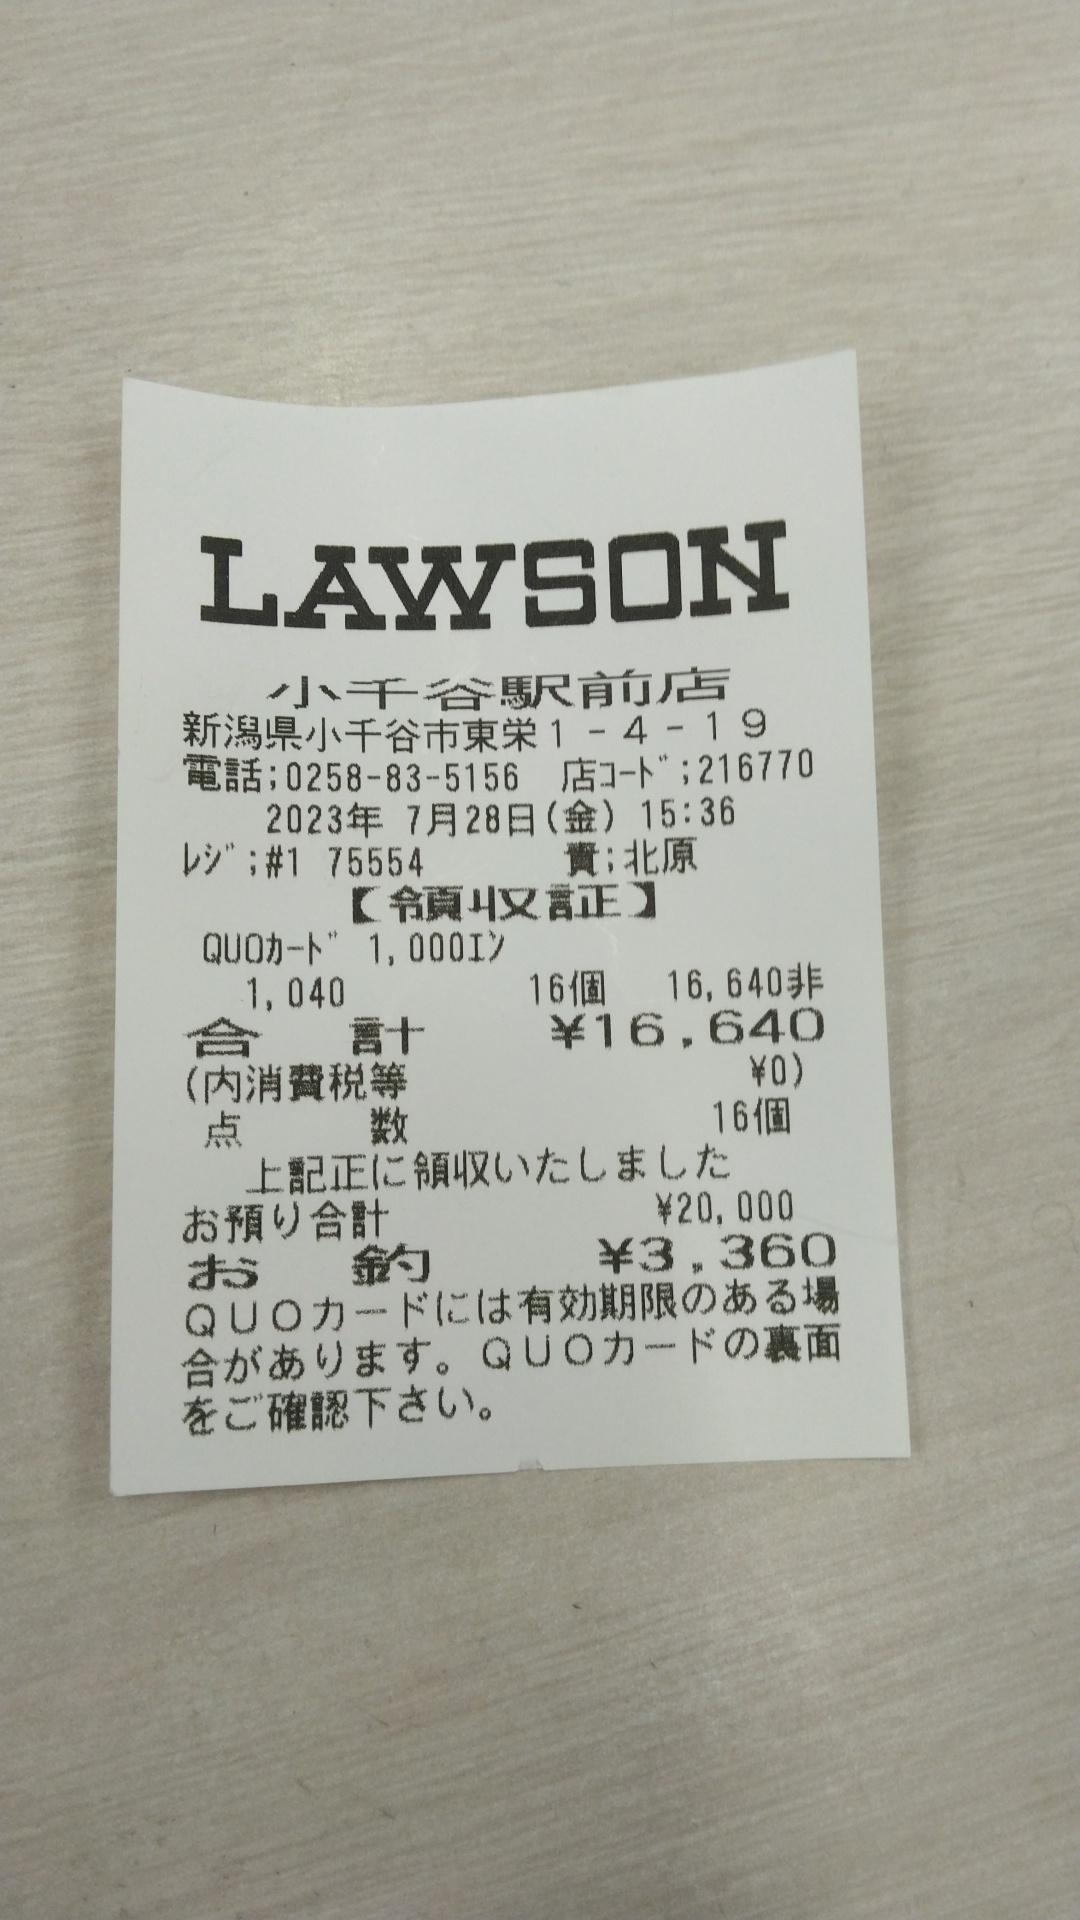 LAWSON
小千谷駅前店
新潟県小千谷市東栄1-4-19
電話;0258-83-5156 店コード;216770
2023年 7月28日(金) 15:36
レジ;#1 75554 責;北原
【領収証】
QUOカード 1,000エン
1,040 16個 16,640非
合 計 ¥16,640
(内消費税等 ¥0)
点 数 16個
上記正に領収いたしました
お預り合計 ¥20,000
お 釣 ¥3,360
QUOカードには有効期限のある場
合があります。QUOカードの裏面
をご確認下さい。